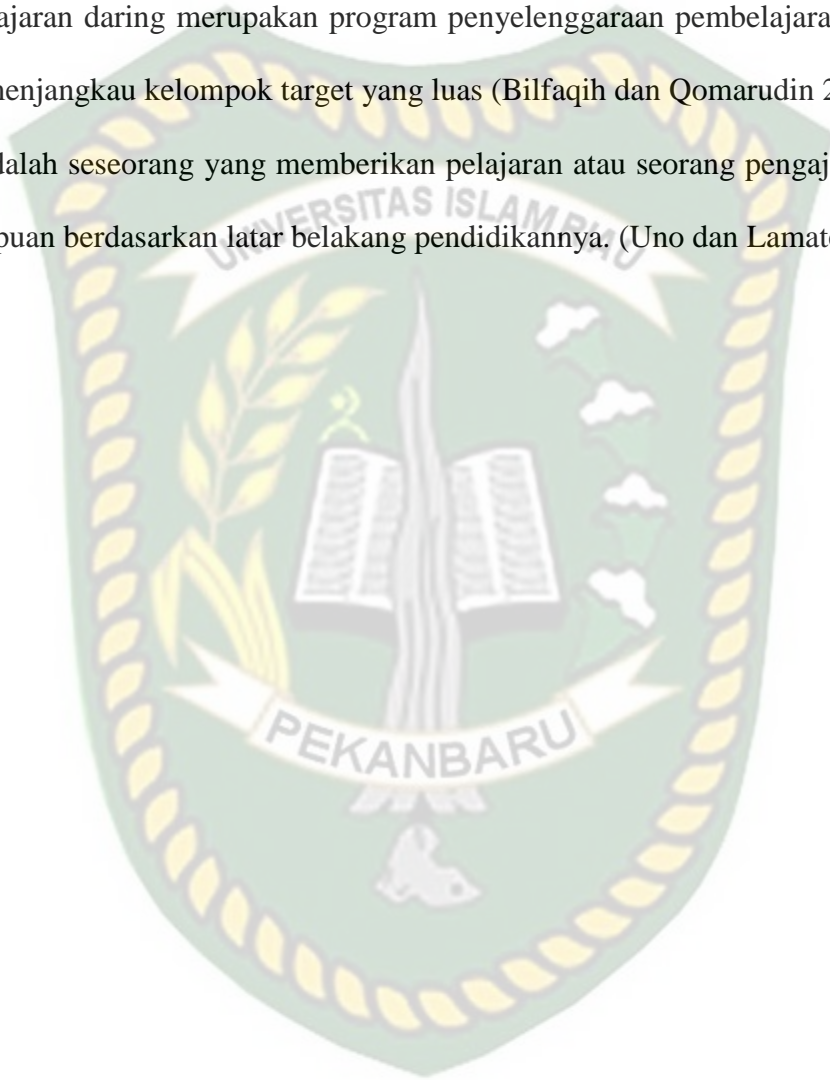 ajaran daring merupakan program penyelenggaraan pembelajara
menjangkau kelompok target yang luas (Bilfaqih dan Qomarudin 2
dalah seseorang yang memberikan pelajaran atau seorang pengaj
puan berdasarkan latar belakang pendidikannya. (Uno dan Lamat
UNIVERSITAS ISLAM RIAU
PEKANBARU